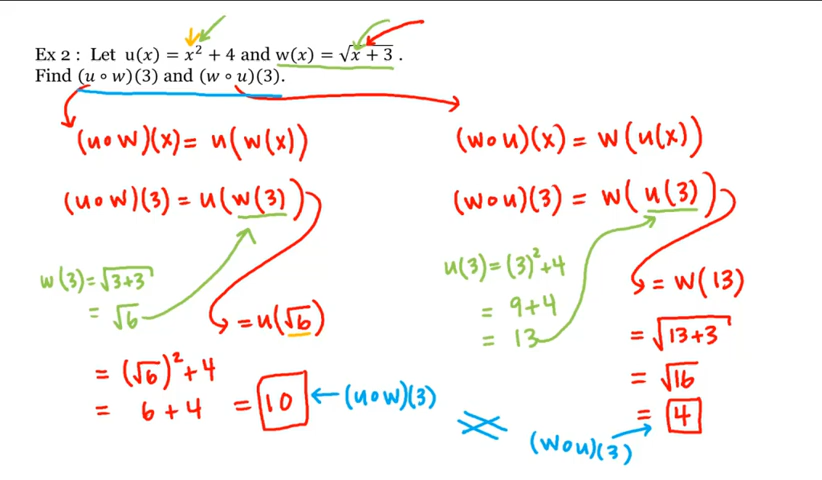 Ex 2 : Let u(x) = x² + 4 and w(x) = √(x + 3) .
Find (u ∘ w)(3) and (w ∘ u)(3).
(u∘w)(x) = u(w(x))
(u∘w)(3) = u(w(3))
w(3) = √(3+3)
= √6
= u(√6)
= (√6)² + 4
= 6 + 4 = 10 ← (u∘w)(3)
(w∘u)(x) = w(u(x))
(w∘u)(3) = w(u(3))
u(3) = (3)² + 4
= 9 + 4
= 13
= w(13)
= √(13+3)
= √16
= 4
≠
(w∘u)(3)